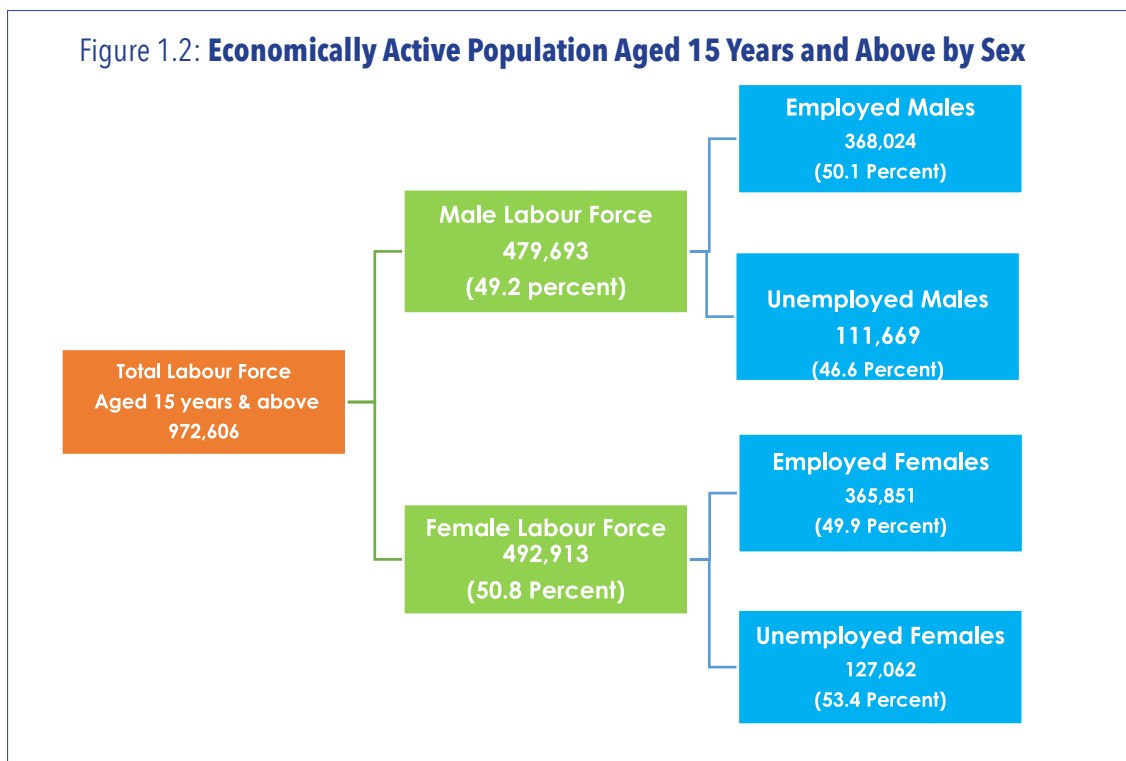 Figure 1.2: Economically Active Population Aged 15 Years and Above by Sex
Total Labour Force
Aged 15 years & above
972,606
Male Labour Force
479,693
(49.2 percent)
Employed Males
368,024
(50.1 Percent)
Unemployed Males
111,669
(46.6 Percent)
Female Labour Force
492,913
(50.8 Percent)
Employed Females
365,851
(49.9 Percent)
Unemployed Females
127,062
(53.4 Percent)